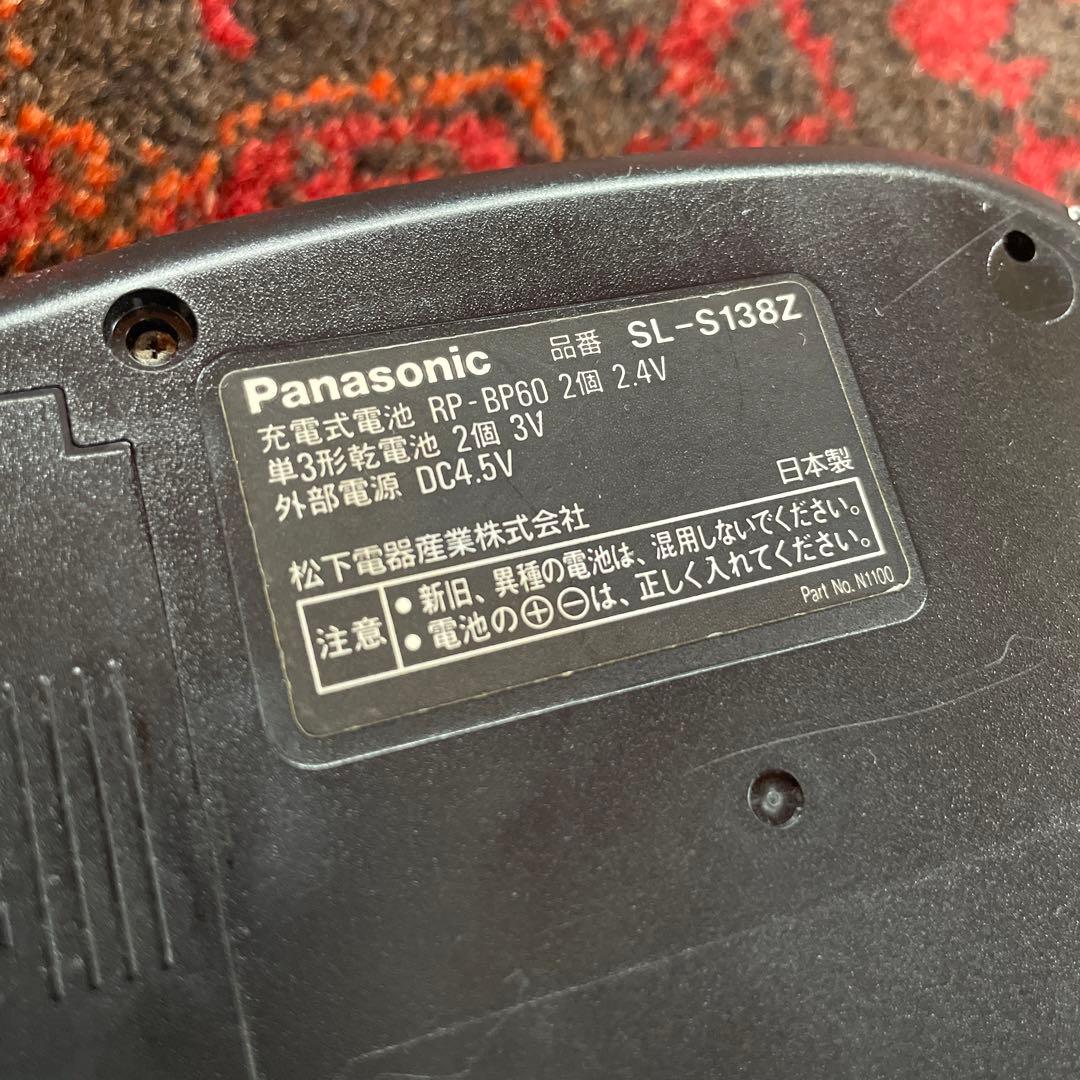 Panasonic 品番 SL-S138Z
充電式電池 RP-BP60 2個 2.4V
単3形乾電池 2個 3V
外部電源 DC4.5V
日本製
松下電器産業株式会社
注意
• 新旧、異種の電池は、混用しないでください。
• 電池の⊕⊖は、正しく入れてください。
Part No. N1100